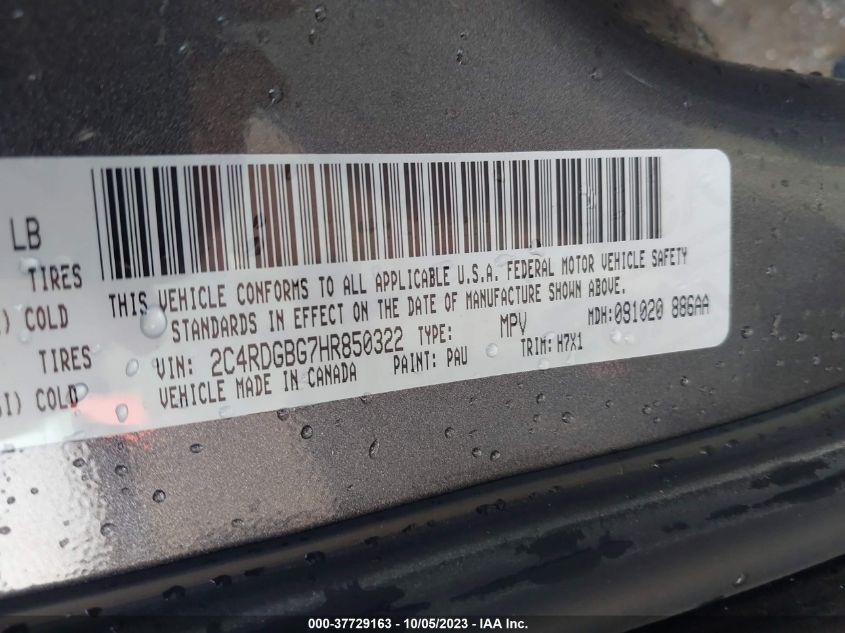 LB
TIRES
) COLD
TIRES
SI) COLD
THIS VEHICLE CONFORMS TO ALL APPLICABLE U.S.A. FEDERAL MOTOR VEHICLE SAFETY
STANDARDS IN EFFECT ON THE DATE OF MANUFACTURE SHOWN ABOVE.
VIN: 2C4RDGBG7HR850322 TYPE: MPV MDH:091020 886AA
VEHICLE MADE IN CANADA PAINT: PAU TRIM: H7X1
000-37729163 - 10/05/2023 - IAA Inc.